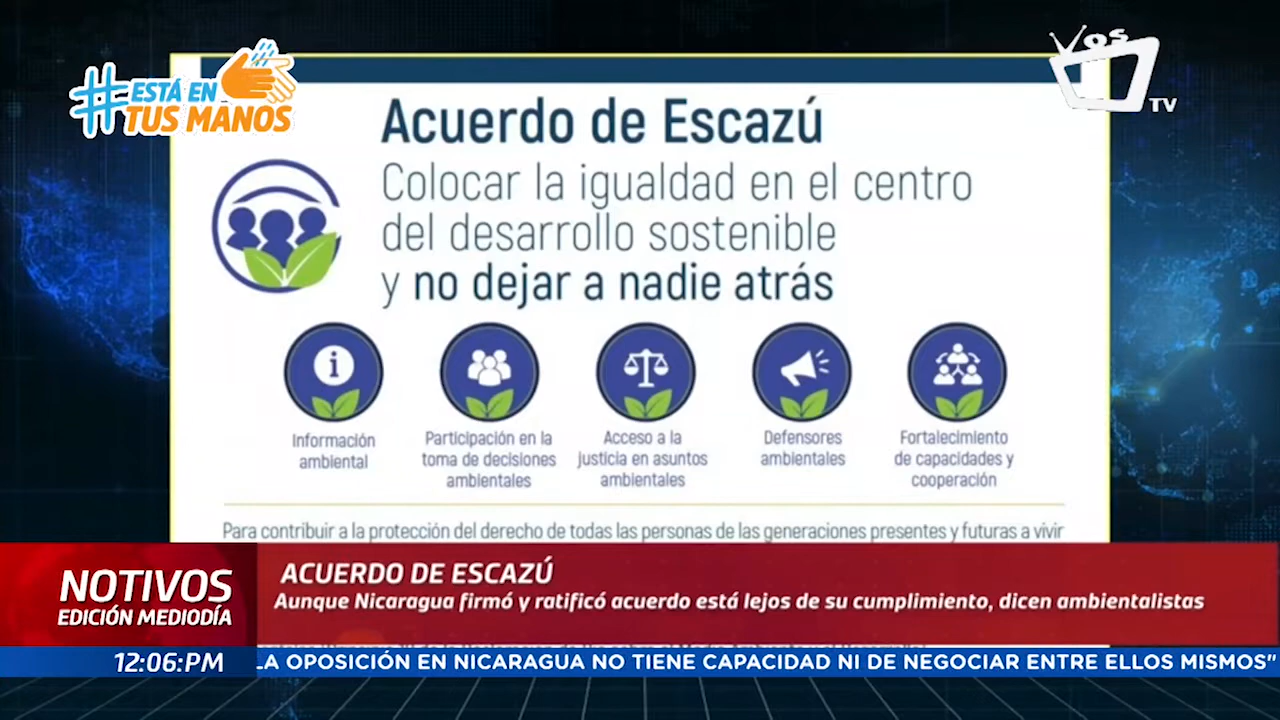 #ESTÁ EN
TUS MANOS
VOS
TV
Acuerdo de Escazú
Colocar la igualdad en el centro
del desarrollo sostenible
y no dejar a nadie atrás
Información
ambiental
Participación en la
toma de decisiones
ambientales
Acceso a la
justicia en asuntos
ambientales
Defensores
ambientales
Fortalecimiento
de capacidades y
cooperación
Para contribuir a la protección del derecho de todas las personas de las generaciones presentes y futuras a vivir
NOTIVOS
EDICIÓN MEDIODÍA
ACUERDO DE ESCAZÚ
Aunque Nicaragua firmó y ratificó acuerdo está lejos de su cumplimiento, dicen ambientalistas
12:06:PM
LA OPOSICIÓN EN NICARAGUA NO TIENE CAPACIDAD NI DE NEGOCIAR ENTRE ELLOS MISMOS"